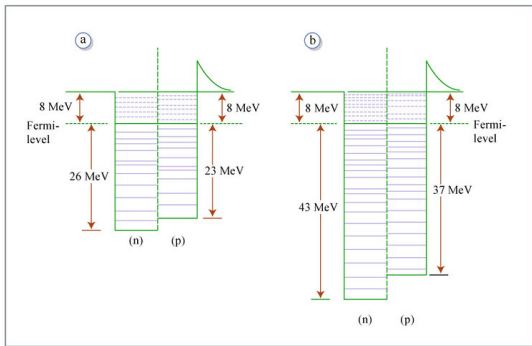 a
b
8 MeV
8 MeV
8 MeV
8 MeV
Fermi-
level
Fermi-
level
26 MeV
23 MeV
43 MeV
37 MeV
(n)
(p)
(n)
(p)